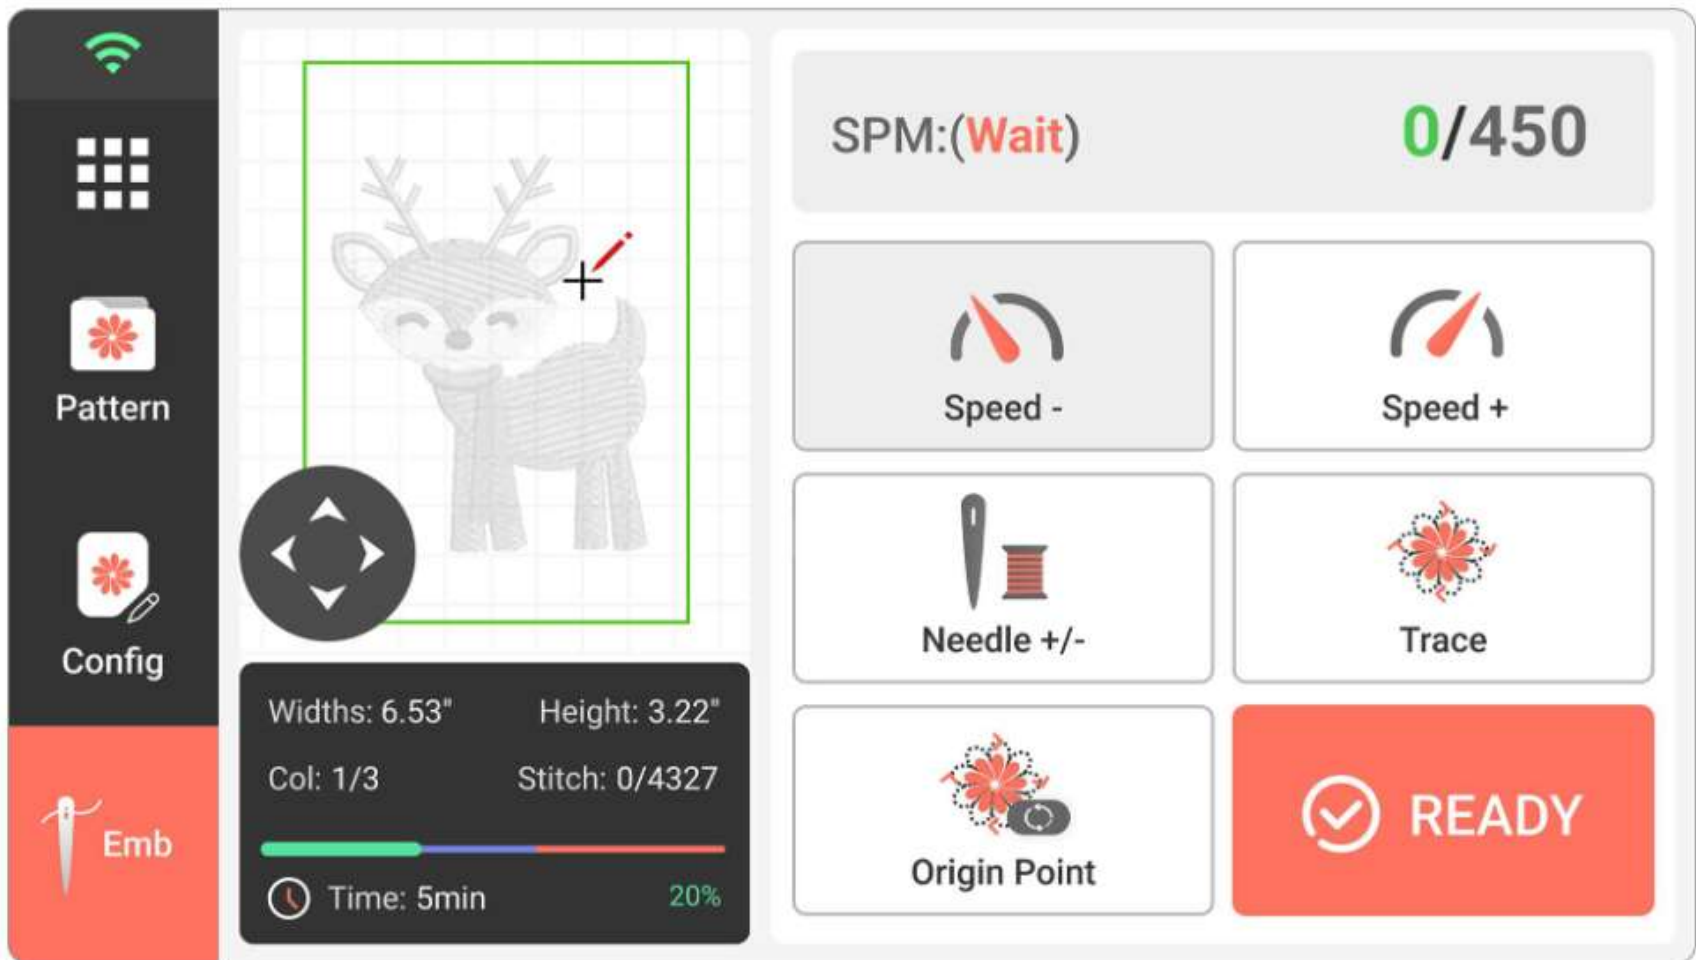 Pattern
Config
Emb
Widths: 6.53" Height: 3.22"
Col: 1/3 Stitch: 0/4327
Time: 5min 20%
SPM:(Wait) 0/450
Speed - Speed +
Needle +/- Trace
Origin Point READY